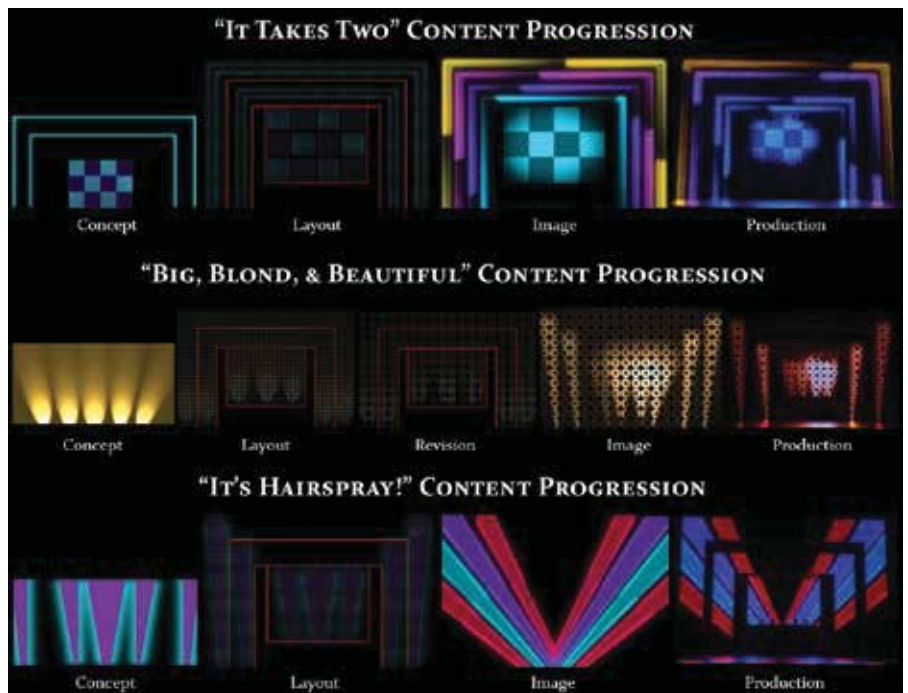 “IT TAKES TWO” CONTENT PROGRESSION
Concept Layout Image Production
“BIG, BLOND, & BEAUTIFUL” CONTENT PROGRESSION
Concept Layout Revision Image Production
“IT’S HAIRSPRAY!” CONTENT PROGRESSION
Concept Layout Image Production